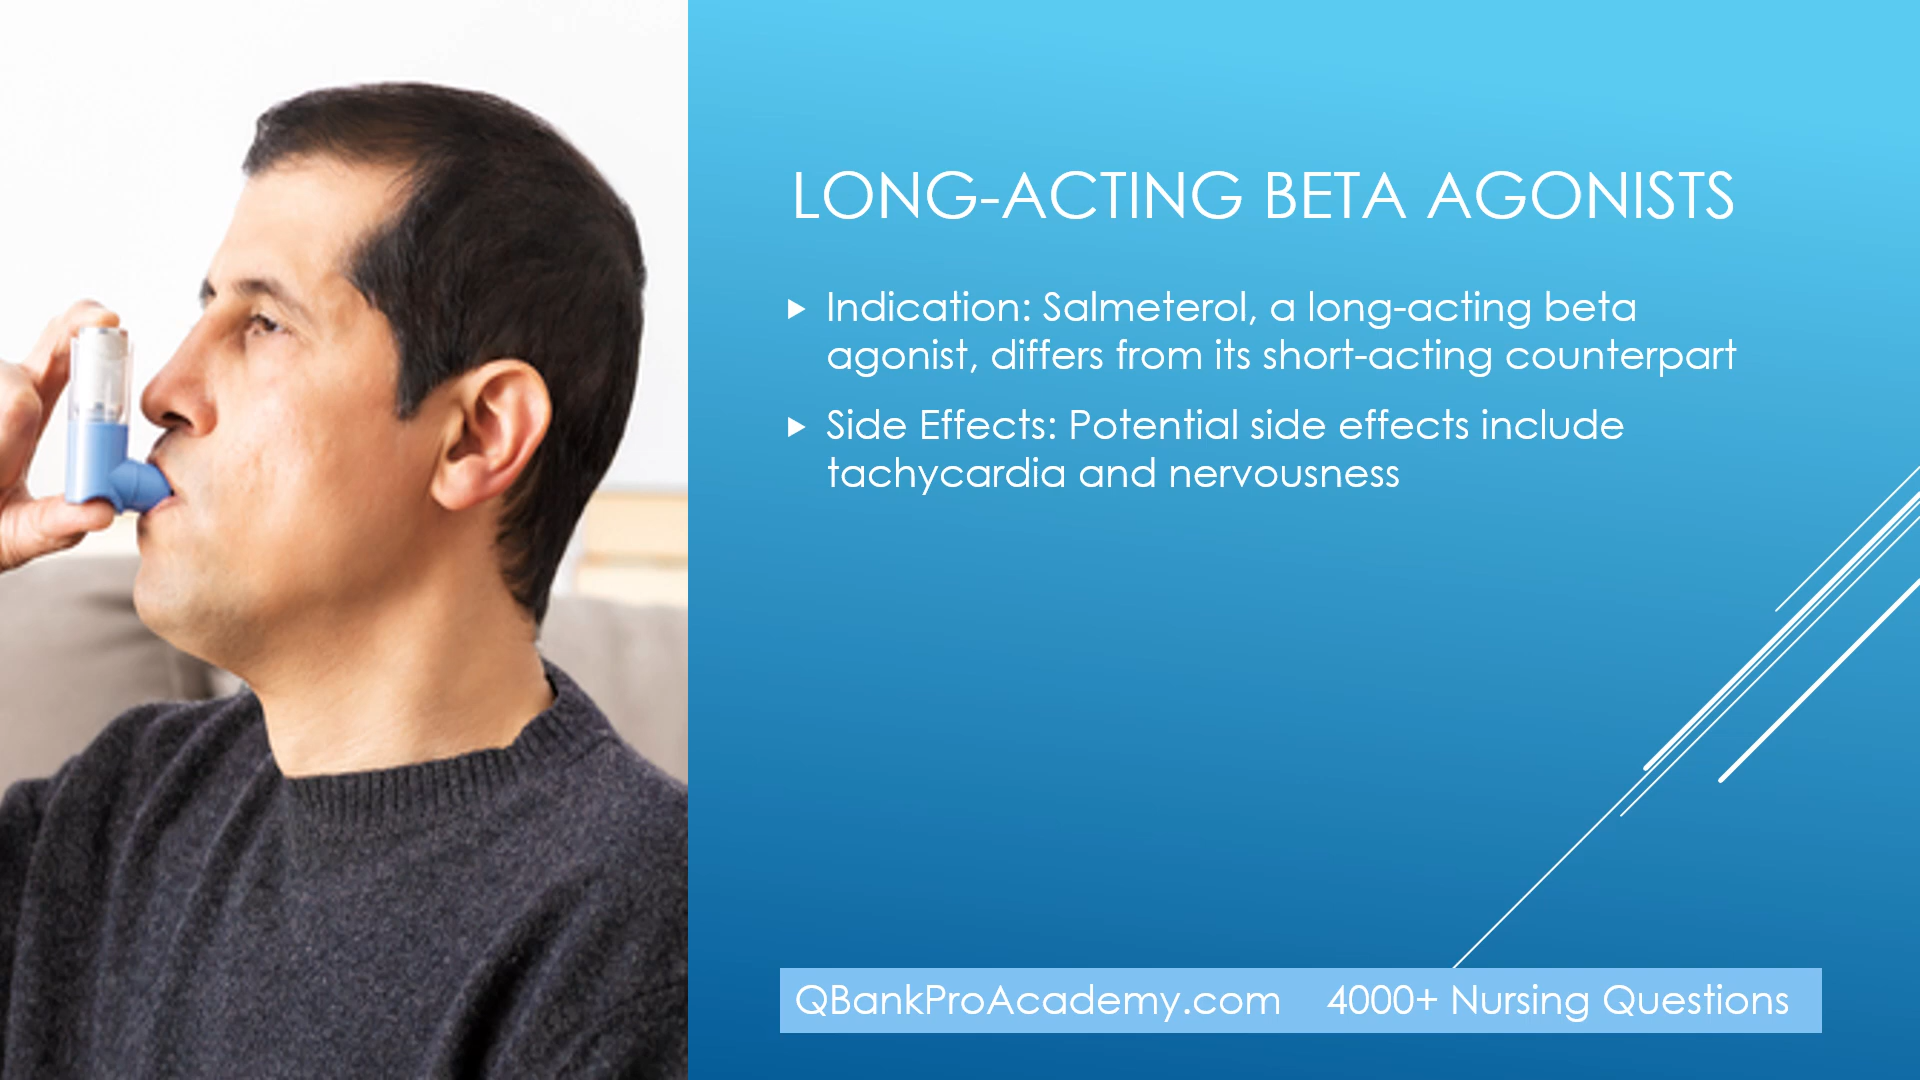 LONG-ACTING BETA AGONISTS
Indication: Salmeterol, a long-acting beta
agonist, differs from its short-acting counterpart
Side Effects: Potential side effects include
tachycardia and nervousness
QBankProAcademy.com 4000+ Nursing Questions